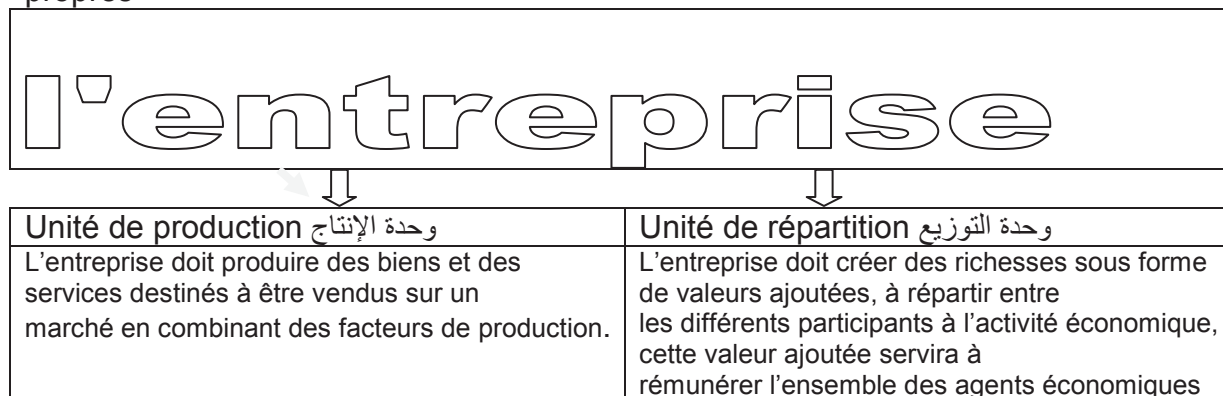 propres
l'entreprise
Unité de production وحدة الإنتاج
L'entreprise doit produire des biens et des
services destinés à être vendus sur un
marché en combinant des facteurs de production.
Unité de répartition وحدة التوزيع
L'entreprise doit créer des richesses sous forme
de valeurs ajoutées, à répartir entre
les différents participants à l'activité économique,
cette valeur ajoutée servira à
rémunérer l'ensemble des agents économiques